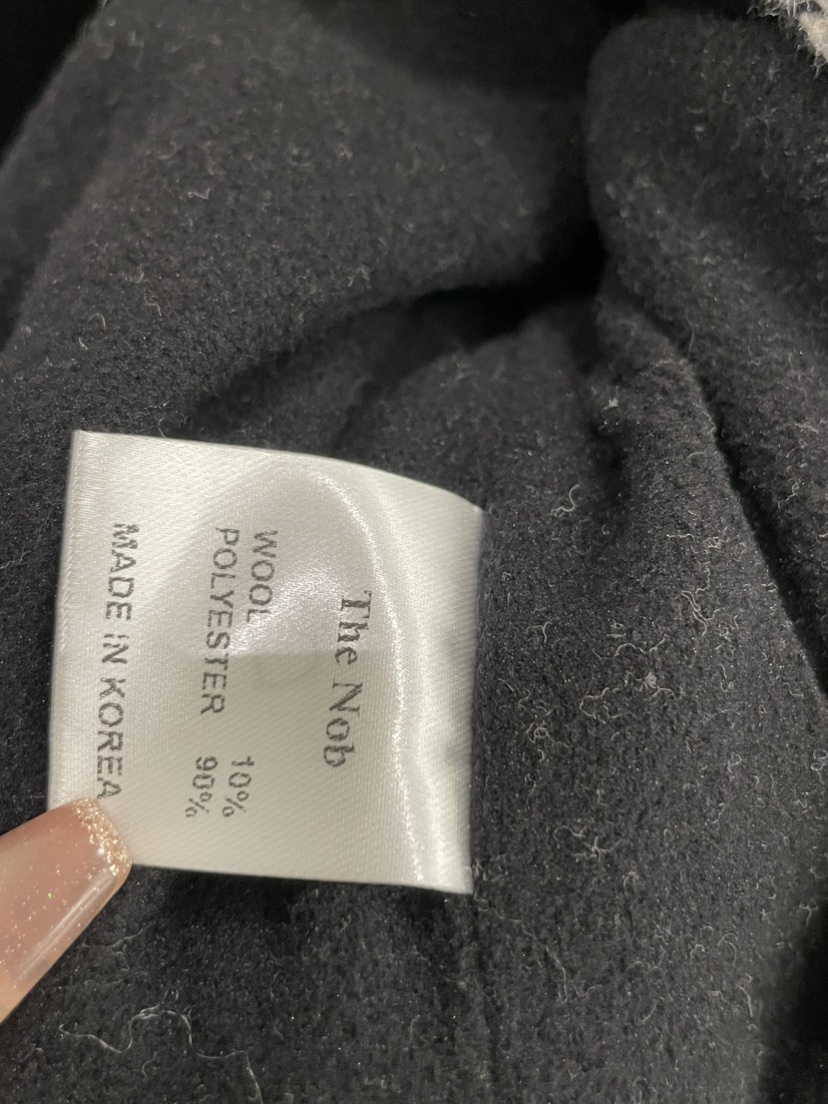 The Nob
WOOL 10%
POLYESTER 90%
MADE IN KOREA